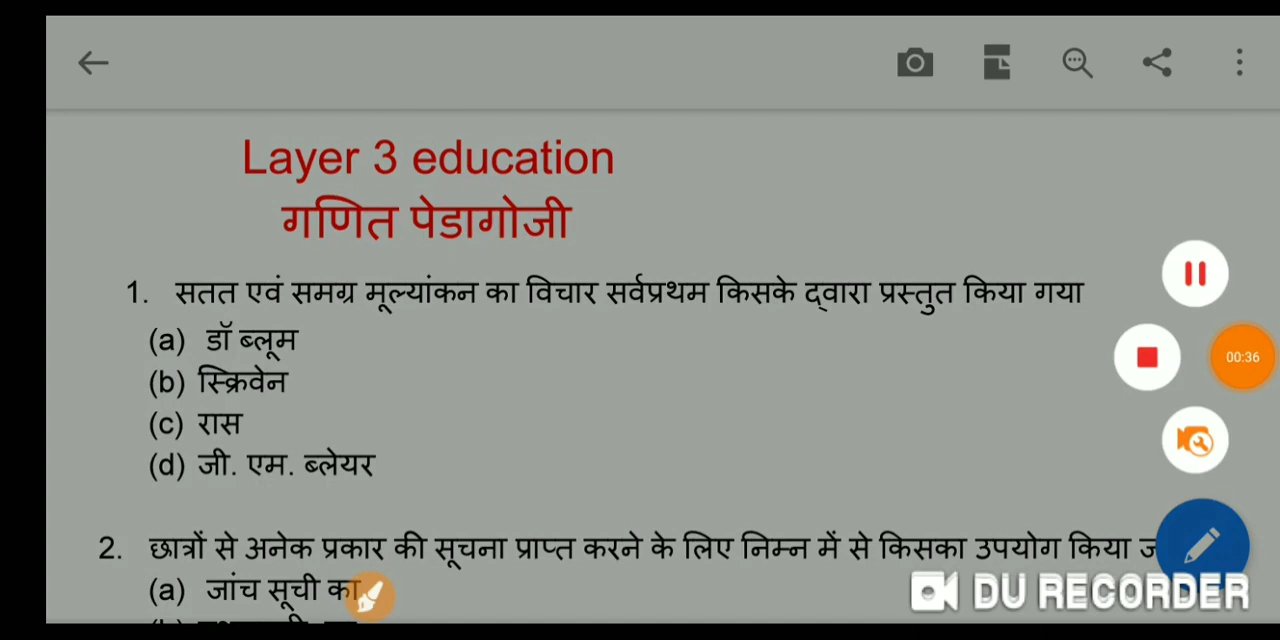 Layer 3 education
गणित पेडागोजी
1. सतत एवं समग्र मूल्यांकन का विचार सर्वप्रथम किसके द्वारा प्रस्तुत किया गया
(a) डॉ ब्लूम
(b) स्क्रिवेन
(c) रास
(d) जी. एम. ब्लेयर
00:36
2. छात्रों से अनेक प्रकार की सूचना प्राप्त करने के लिए निम्न में से किसका उपयोग किया
(a) जांच सूची का
DU RECORDER